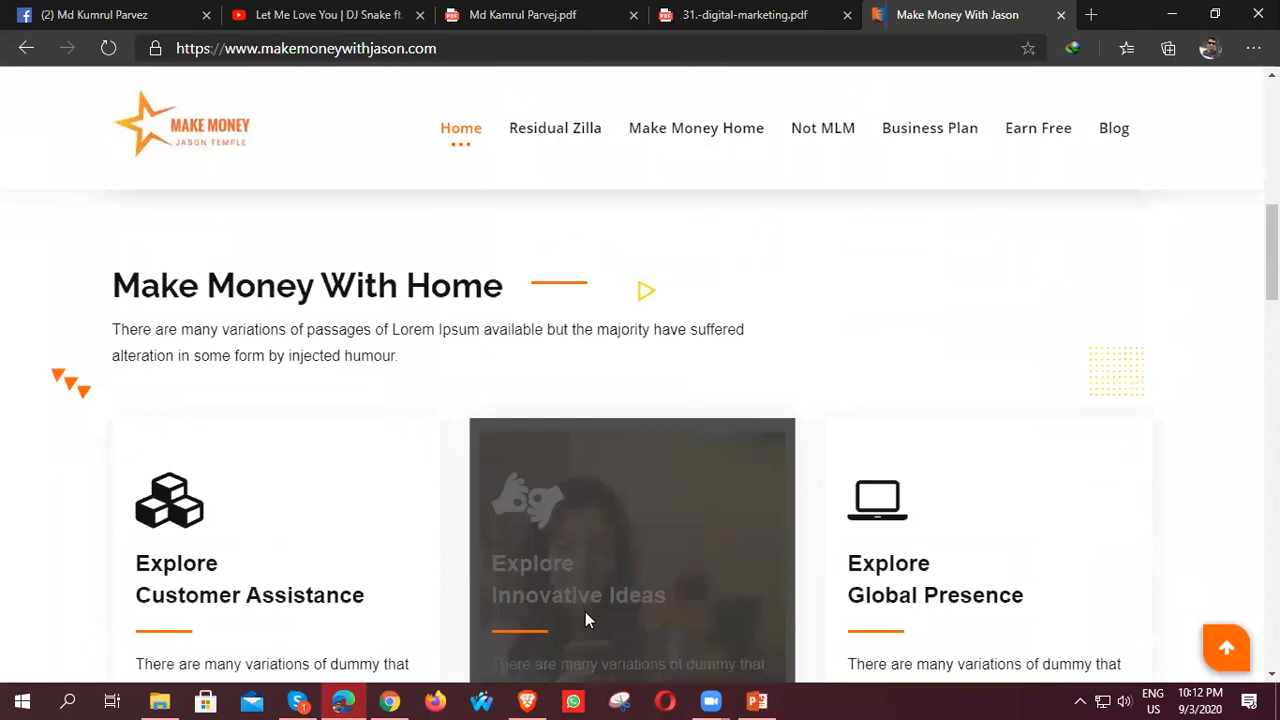 Md Kamrul Parvez
Let Me Love You | DJ Snake ft.
Md Kamrul Parvej.pdf
31.-digital-marketing.pdf
Make Money With Jason
https://www.makemoneywithjason.com
MAKE MONEY
JASON TEMPLE
Home
Residual Zilla
Make Money Home
Not MLM
Business Plan
Earn Free
Blog
Make Money With Home
There are many variations of passages of Lorem Ipsum available but the majority have suffered
alteration in some form by injected humour.
Explore
Customer Assistance
There are many variations of dummy that
Explore
Innovative Ideas
There are many variations of dummy that
Explore
Global Presence
There are many variations of dummy that
ENG
US
10:12 PM
9/3/2020